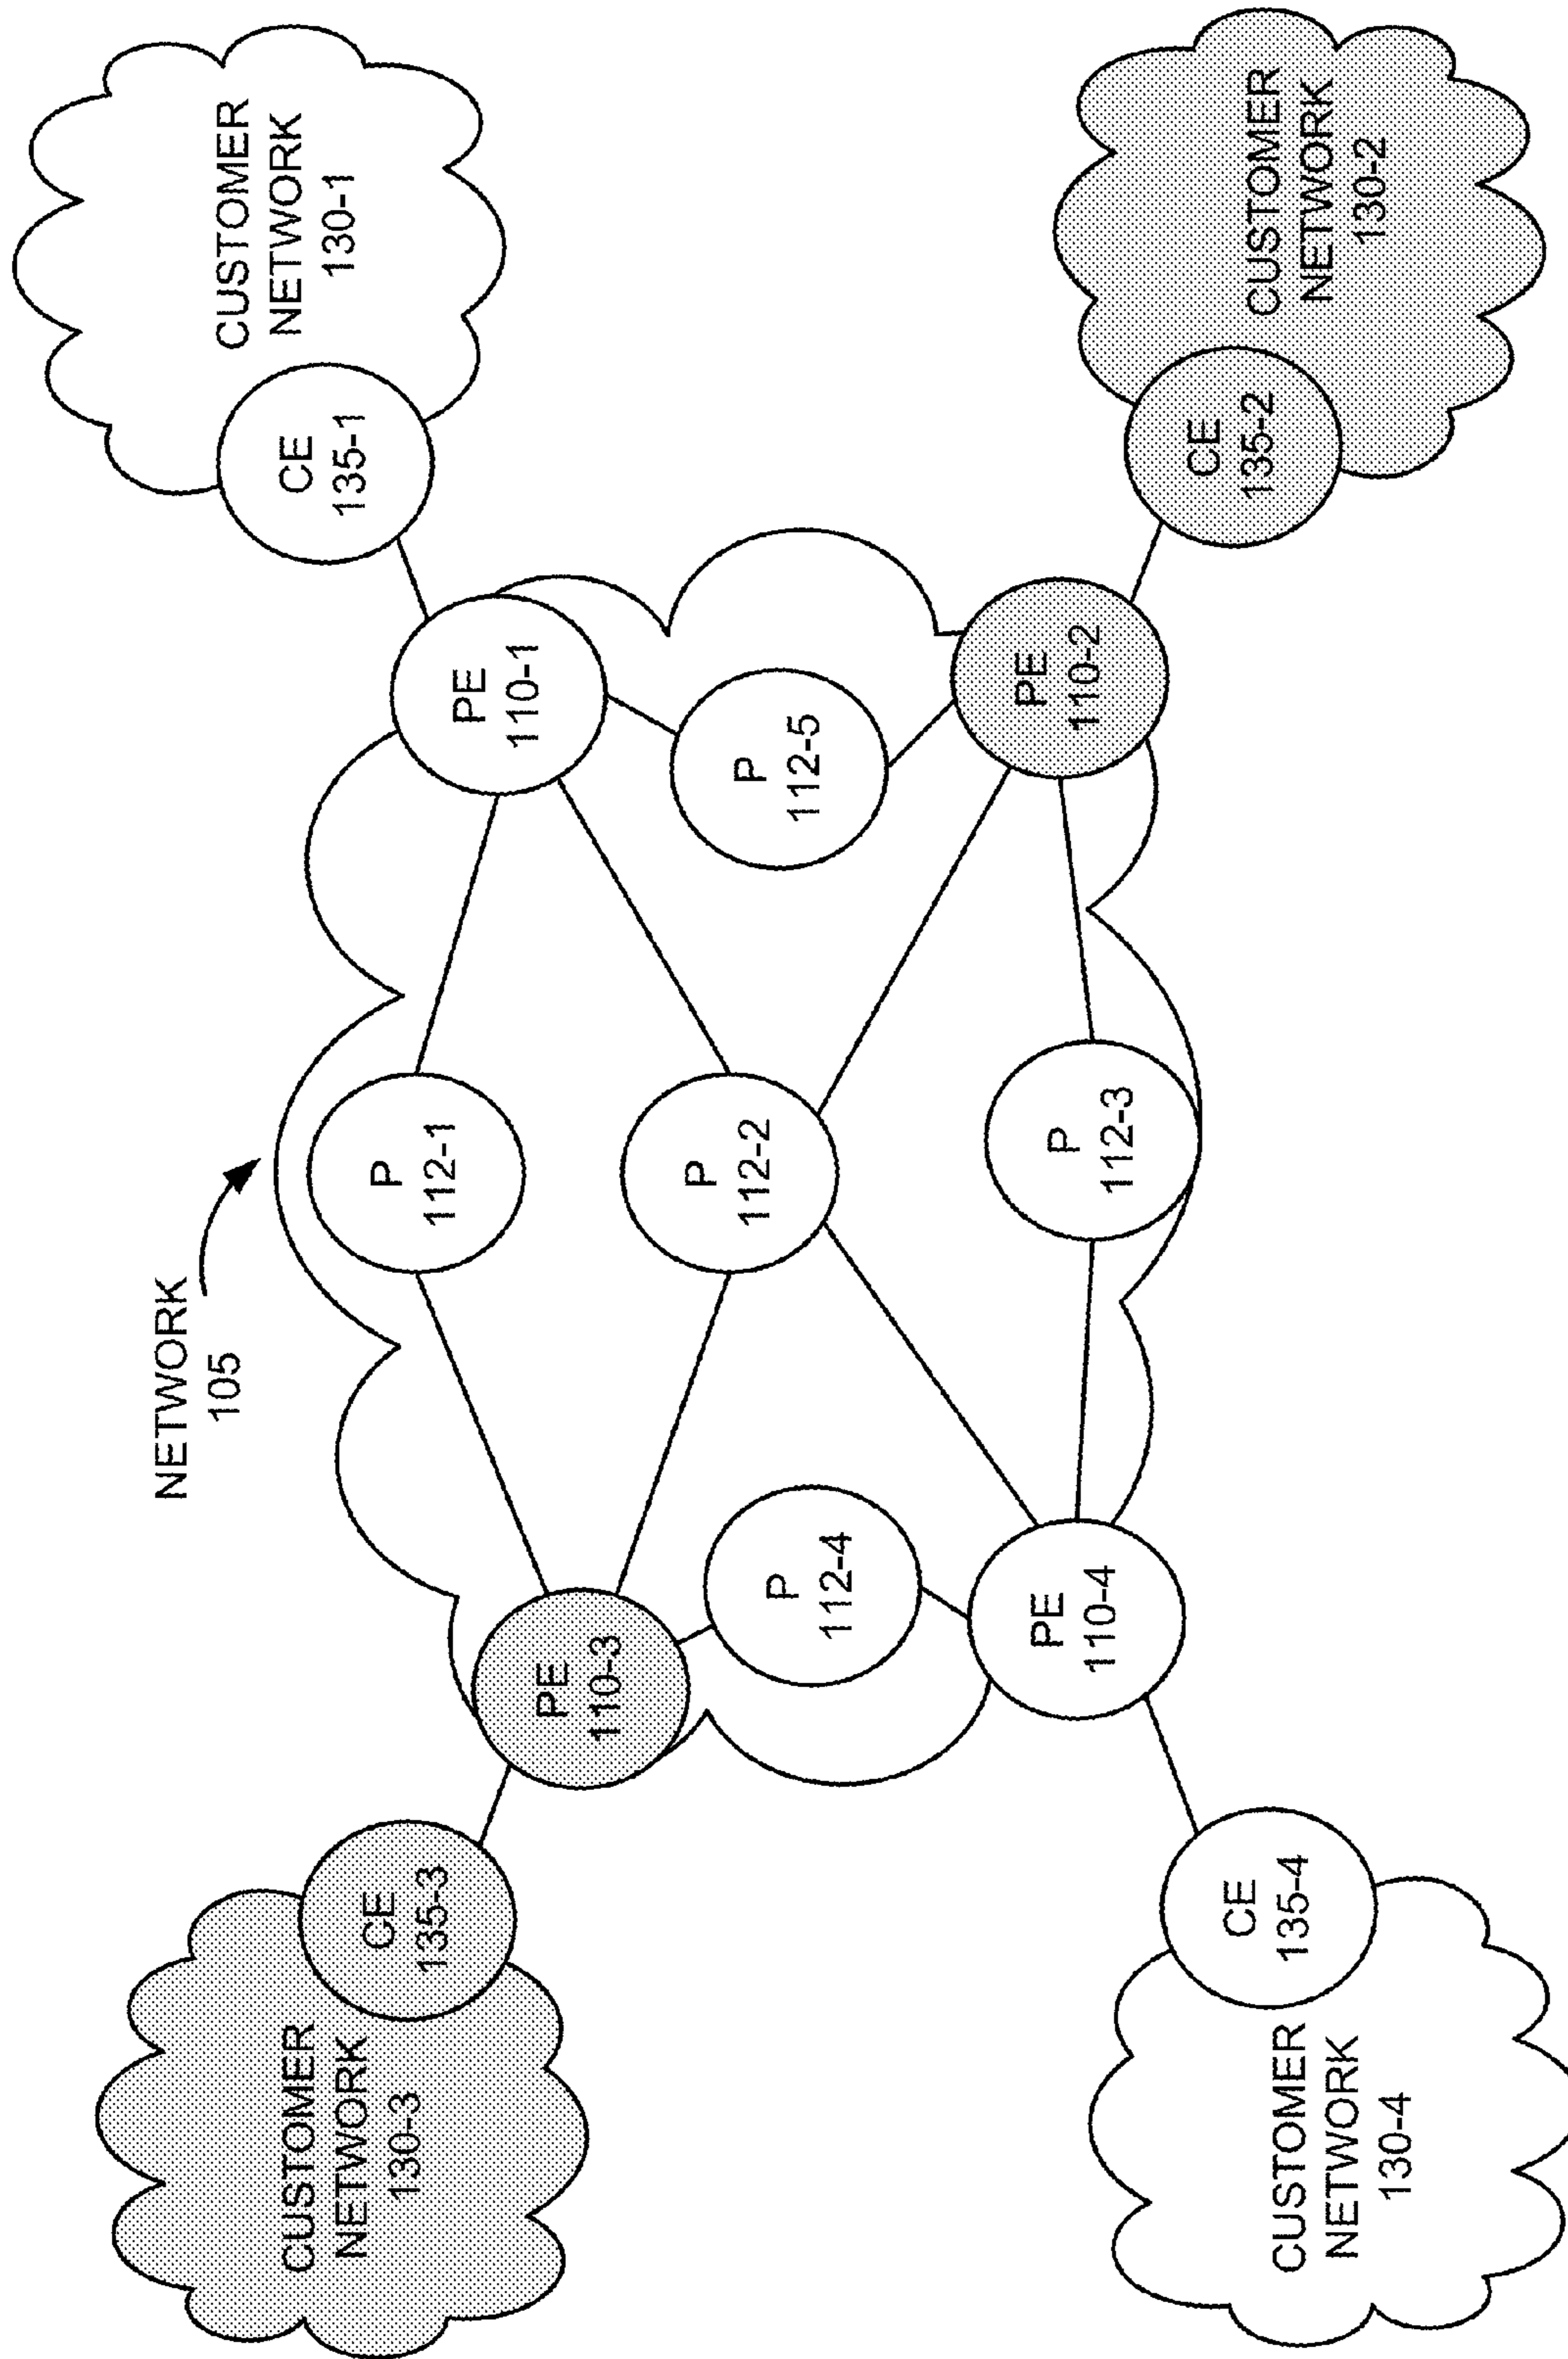 NETWORK
105
CUSTOMER
NETWORK
130-3
CE
135-3
PE
110-3
P
112-1
PE
110-1
CE
135-1
CUSTOMER
NETWORK
130-1
P
112-4
P
112-2
P
112-5
CUSTOMER
NETWORK
130-4
CE
135-4
PE
110-4
P
112-3
PE
110-2
CE
135-2
CUSTOMER
NETWORK
130-2